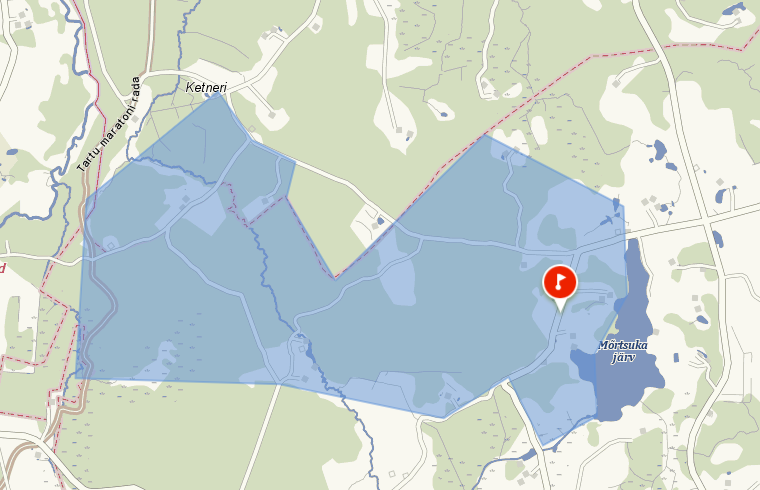 Ketneri
Tartu maratoni rada
d
Mõrtsuka
järv